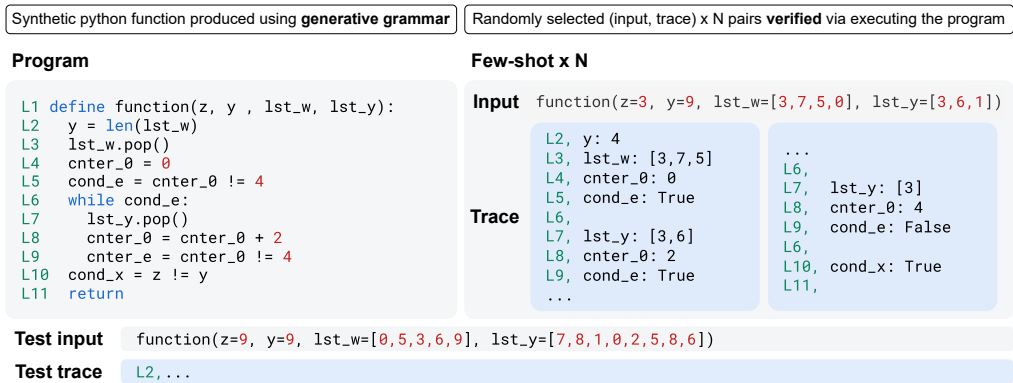 Synthetic python function produced using generative grammar
Randomly selected (input, trace) x N pairs verified via executing the program
Program
L1 define function(z, y , lst_w, lst_y):
L2 y = len(lst_w)
L3 lst_w.pop()
L4 cnter_0 = 0
L5 cond_e = cnter_0 != 4
L6 while cond_e:
L7 lst_y.pop()
L8 cnter_0 = cnter_0 + 2
L9 cnter_e = cnter_0 != 4
L10 cond_x = z != y
L11 return
Few-shot x N
Input function(z=3, y=9, lst_w=[3,7,5,0], lst_y=[3,6,1])
Trace
L2, y: 4
L3, lst_w: [3,7,5]
L4, cnter_0: 0
L5, cond_e: True
L6,
L7, lst_y: [3,6]
L8, cnter_0: 2
L9, cond_e: True
...
...
L6,
L7, lst_y: [3]
L8, cnter_0: 4
L9, cond_e: False
L6,
L10, cond_x: True
L11,
Test input function(z=9, y=9, lst_w=[0,5,3,6,9], lst_y=[7,8,1,0,2,5,8,6])
Test trace L2,...